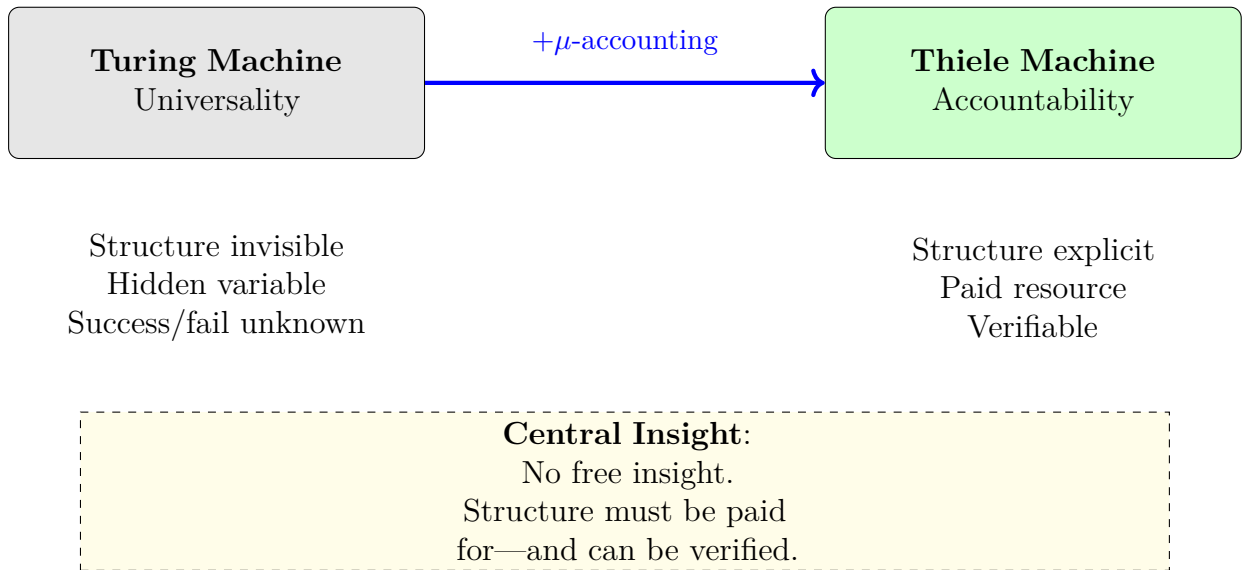 Turing Machine
Universality
+μ-accounting
Thiele Machine
Accountability
Structure invisible
Hidden variable
Success/fail unknown
Structure explicit
Paid resource
Verifiable
Central Insight:
No free insight.
Structure must be paid
for—and can be verified.